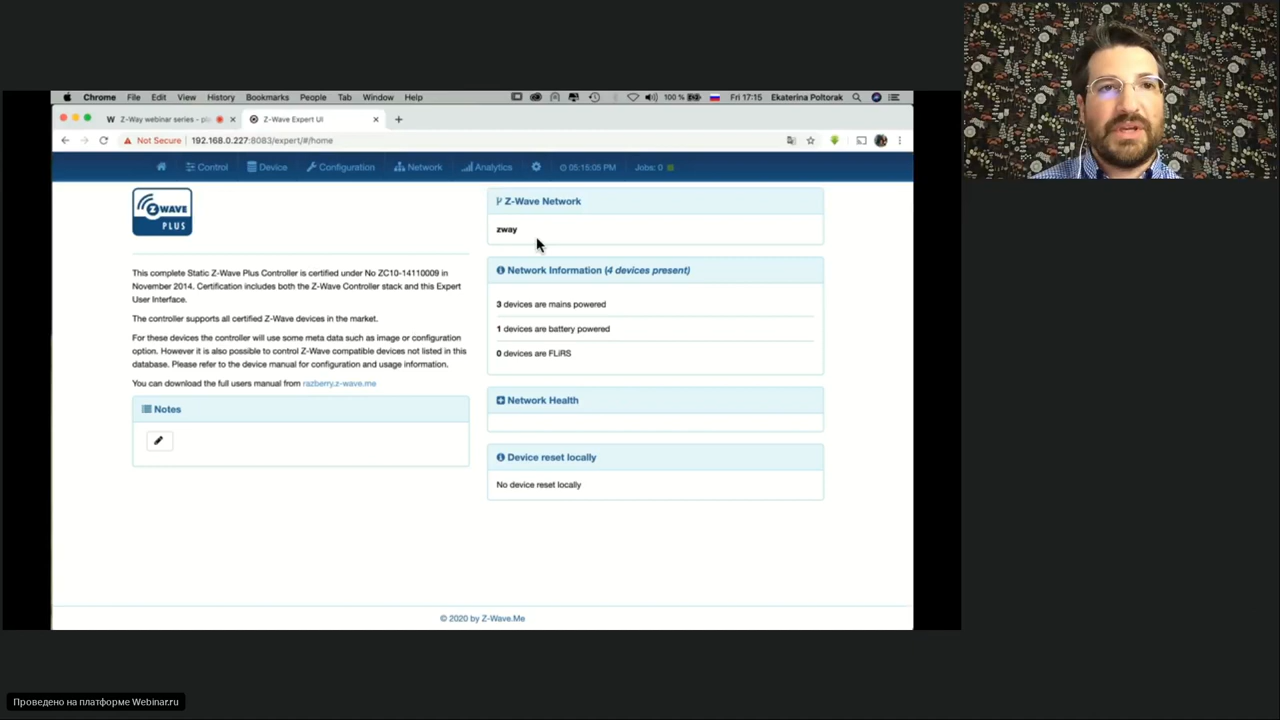 Chrome File Edit View History Bookmarks People Tab Window Help 100 % Fri 17:15 Ekaterina Poltorak
W Z-Way webinar series - pl Z-Wave Expert UI
Not Secure 192.168.0.227:8083/expert/#/home
Control Device Configuration Network Analytics 05:15:05 PM Jobs: 0
Z WAVE
PLUS
This complete Static Z-Wave Plus Controller is certified under No ZC10-14110009 in
November 2014. Certification includes both the Z-Wave Controller stack and this Expert
User Interface.
The controller supports all certified Z-Wave devices in the market.
For these devices the controller will use some meta data such as image or configuration
option. However it is also possible to control Z-Wave compatible devices not listed in this
database. Please refer to the device manual for configuration and usage information.
You can download the full users manual from razberry.z-wave.me
Notes
Z-Wave Network
zway
Network Information (4 devices present)
3 devices are mains powered
1 devices are battery powered
0 devices are FLiRS
Network Health
Device reset locally
No device reset locally
© 2020 by Z-Wave.Me
Проведено на платформе Webinar.ru